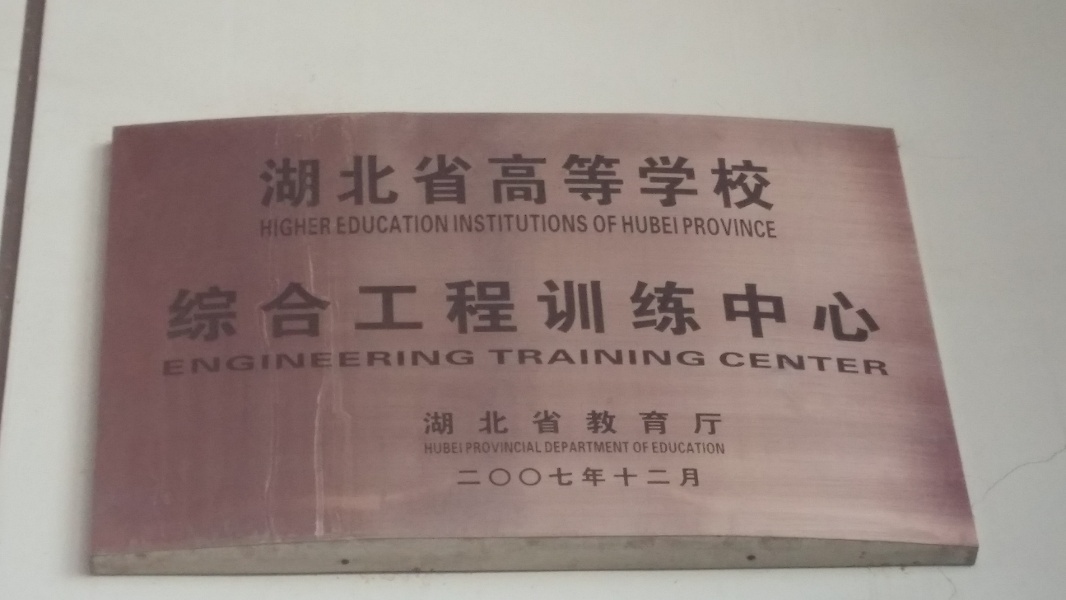 湖北省高等学校
HIGHER EDUCATION INSTITUTIONS OF HUBEI PROVINCE
综合工程训练中心
ENGINEERING TRAINING CENTER
湖北省教育厅
HUBEI PROVINCIAL DEPARTMENT OF EDUCATION
二〇〇七年十二月